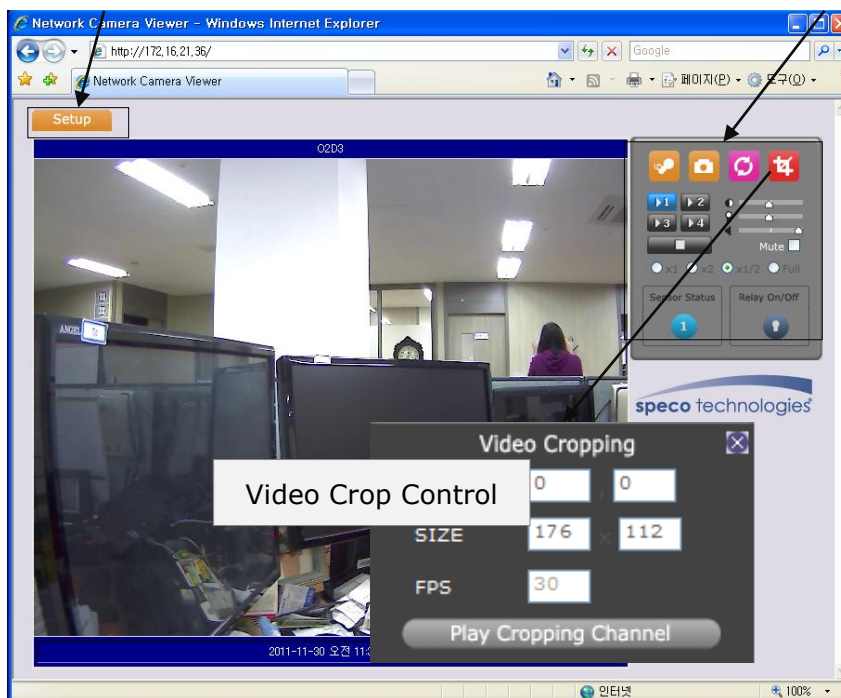 Network Camera Viewer - Windows Internet Explorer
http://172.16.21.36/
Google
Network Camera Viewer
페이지(P)
도구(O)
Setup
O2D3
1
2
3
4
Mute
x1
x2
x1/2
Full
Sensor Status
Relay On/Off
1
speco technologies
Video Cropping
0 , 0
Video Crop Control
SIZE 176 x 112
FPS 30
Play Cropping Channel
2011-11-30 오전 11:
인터넷
100%